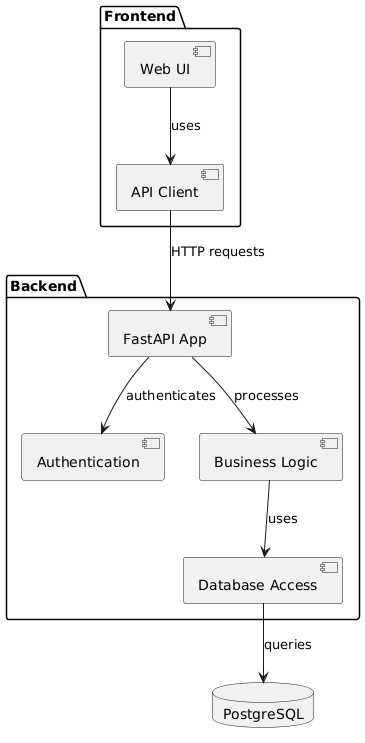 Frontend
Web UI
uses
API Client
HTTP requests
Backend
FastAPI App
authenticates
processes
Authentication
Business Logic
uses
Database Access
queries
PostgreSQL